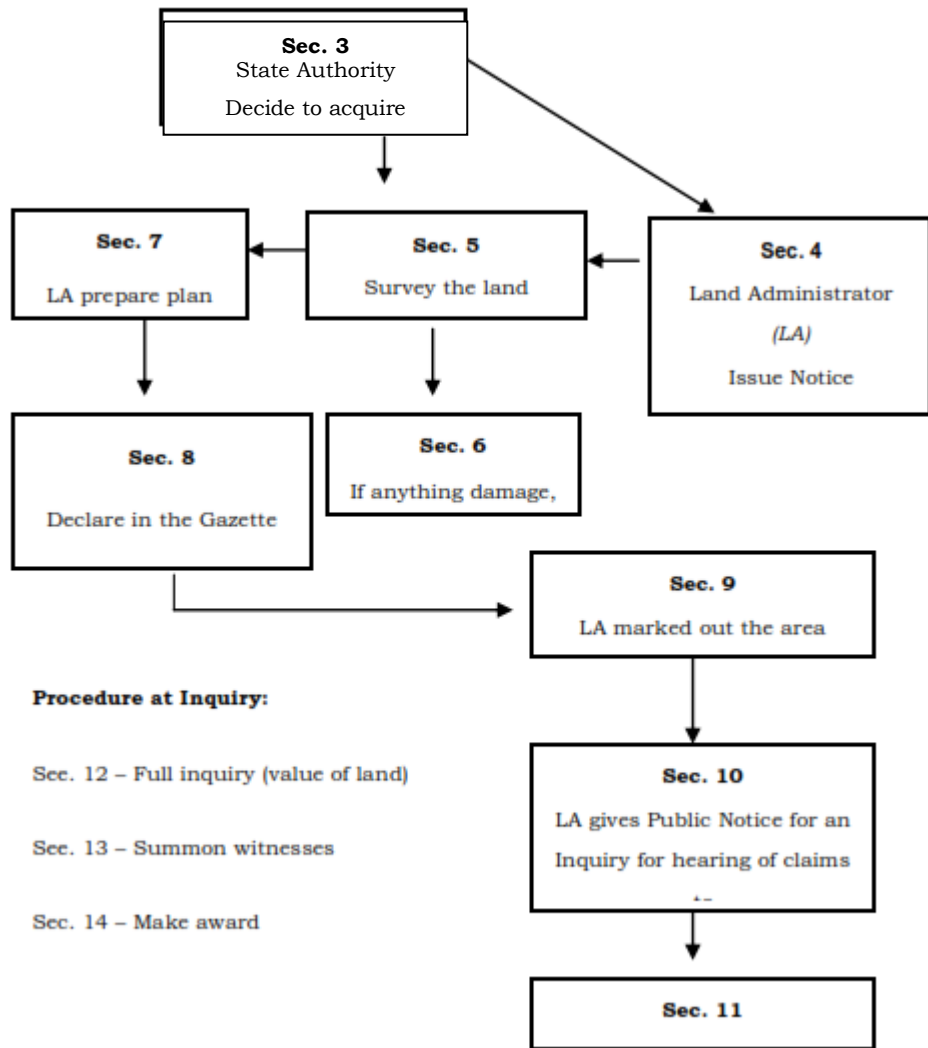 Sec. 3
State Authority
Decide to acquire
Sec. 7
LA prepare plan
Sec. 5
Survey the land
Sec. 4
Land Administrator
(LA)
Issue Notice
Sec. 8
Declare in the Gazette
Sec. 6
If anything damage,
Sec. 9
LA marked out the area
Procedure at Inquiry:
Sec. 12 – Full inquiry (value of land)
Sec. 13 – Summon witnesses
Sec. 14 – Make award
Sec. 10
LA gives Public Notice for an
Inquiry for hearing of claims
Sec. 11